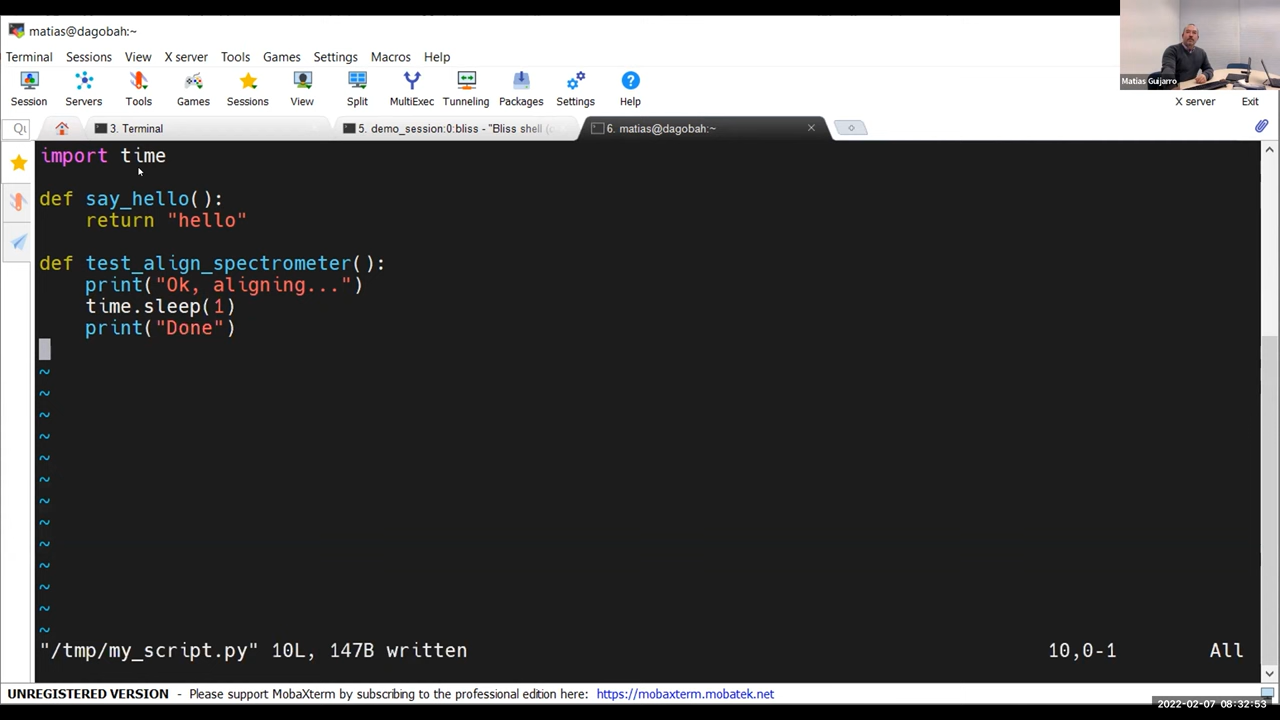 matias@dagobah:~
Terminal Sessions View X server Tools Games Settings Macros Help
Matias Guijarro
Session Servers Tools Games Sessions View Split MultiExec Tunneling Packages Settings Help X server Exit
3. Terminal 5. demo_session:0:bliss - "Bliss shell ( 6. matias@dagobah:~
import time
def say_hello():
    return "hello"
def test_align_spectrometer():
    print("Ok, aligning...")
    time.sleep(1)
    print("Done")
~
~
~
~
~
~
~
~
~
~
~
~
~
"/tmp/my_script.py" 10L, 147B written 10,0-1 All
UNREGISTERED VERSION - Please support MobaXterm by subscribing to the professional edition here: https://mobaxterm.mobatek.net
2022-02-07 08:32:53